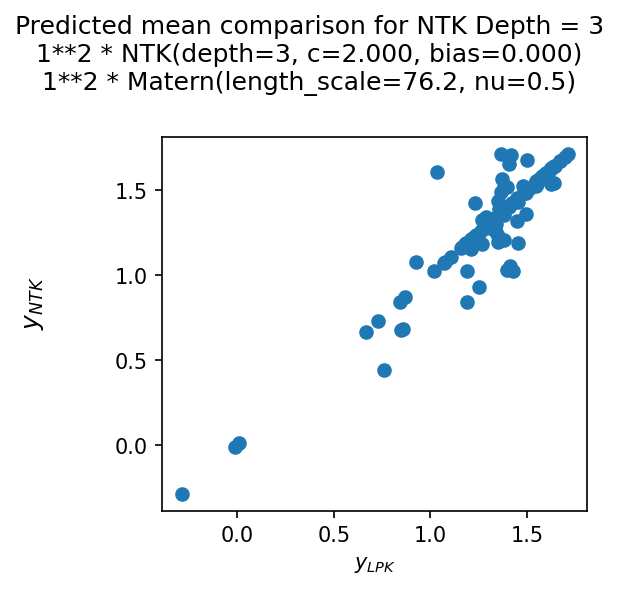 Predicted mean comparison for NTK Depth = 3
1**2 * NTK(depth=3, c=2.000, bias=0.000)
1**2 * Matern(length_scale=76.2, nu=0.5)
1.5
1.0
0.5
0.0
y_NTK
0.0 0.5 1.0 1.5
y_LPK